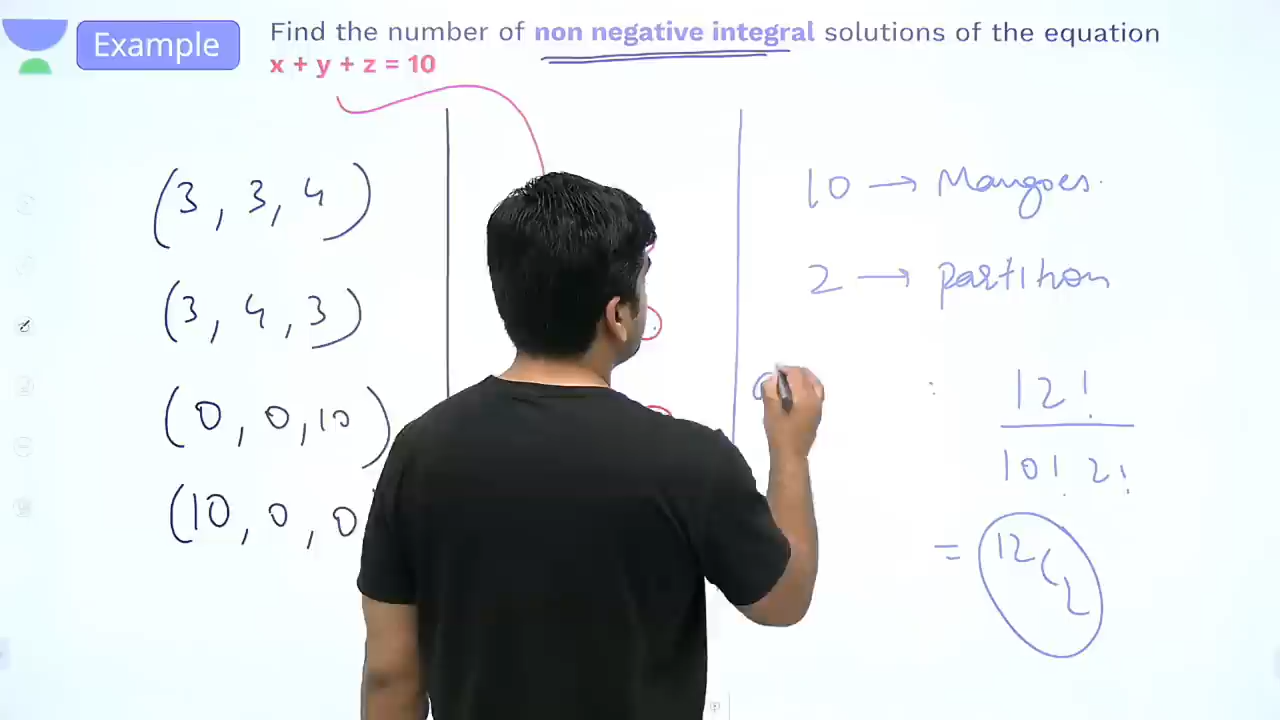 Example
Find the number of non negative integral solutions of the equation
x + y + z = 10
(3, 3, 4)
(3, 4, 3)
(0, 0, 10)
(10, 0, 0
10 → Mangoes.
2 → partition
: 12!
10! 2!
= 12C2